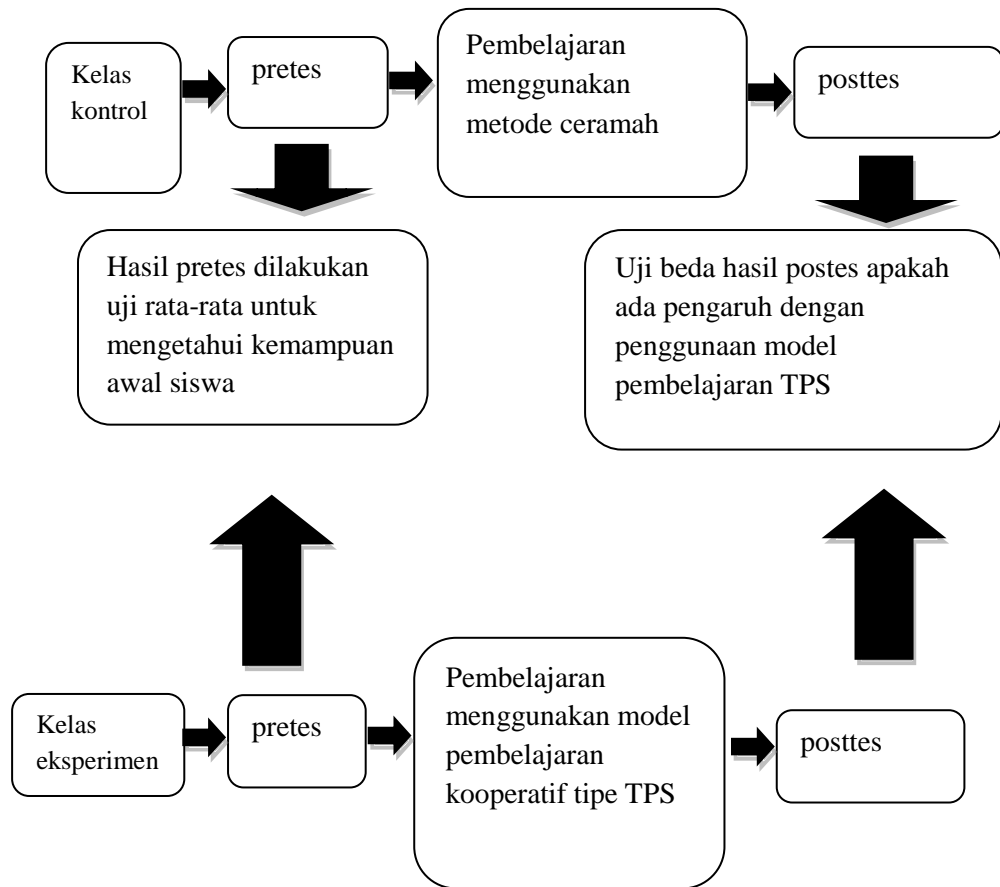 Kelas
kontrol
pretes
Pembelajaran
menggunakan
metode ceramah
posttes
Hasil pretes dilakukan
uji rata-rata untuk
mengetahui kemampuan
awal siswa
Uji beda hasil postes apakah
ada pengaruh dengan
penggunaan model
pembelajaran TPS
Kelas
eksperimen
pretes
Pembelajaran
menggunakan model
pembelajaran
kooperatif tipe TPS
posttes